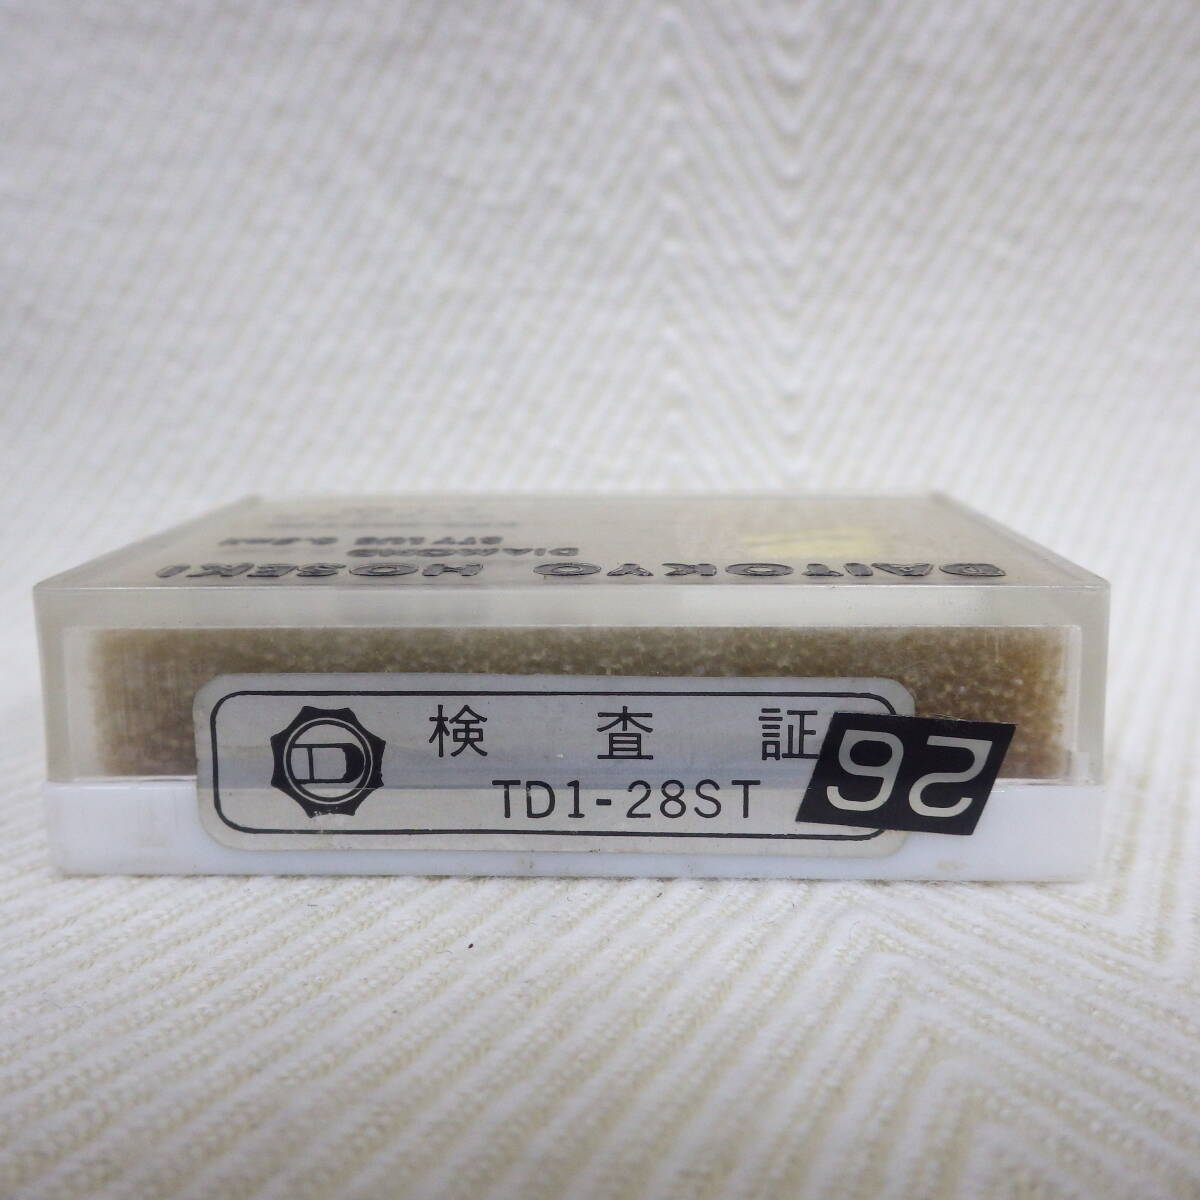 DAITOKYO HOSEKI
DIAMOND
STYLUS
検査証
TD1-28ST
92
D